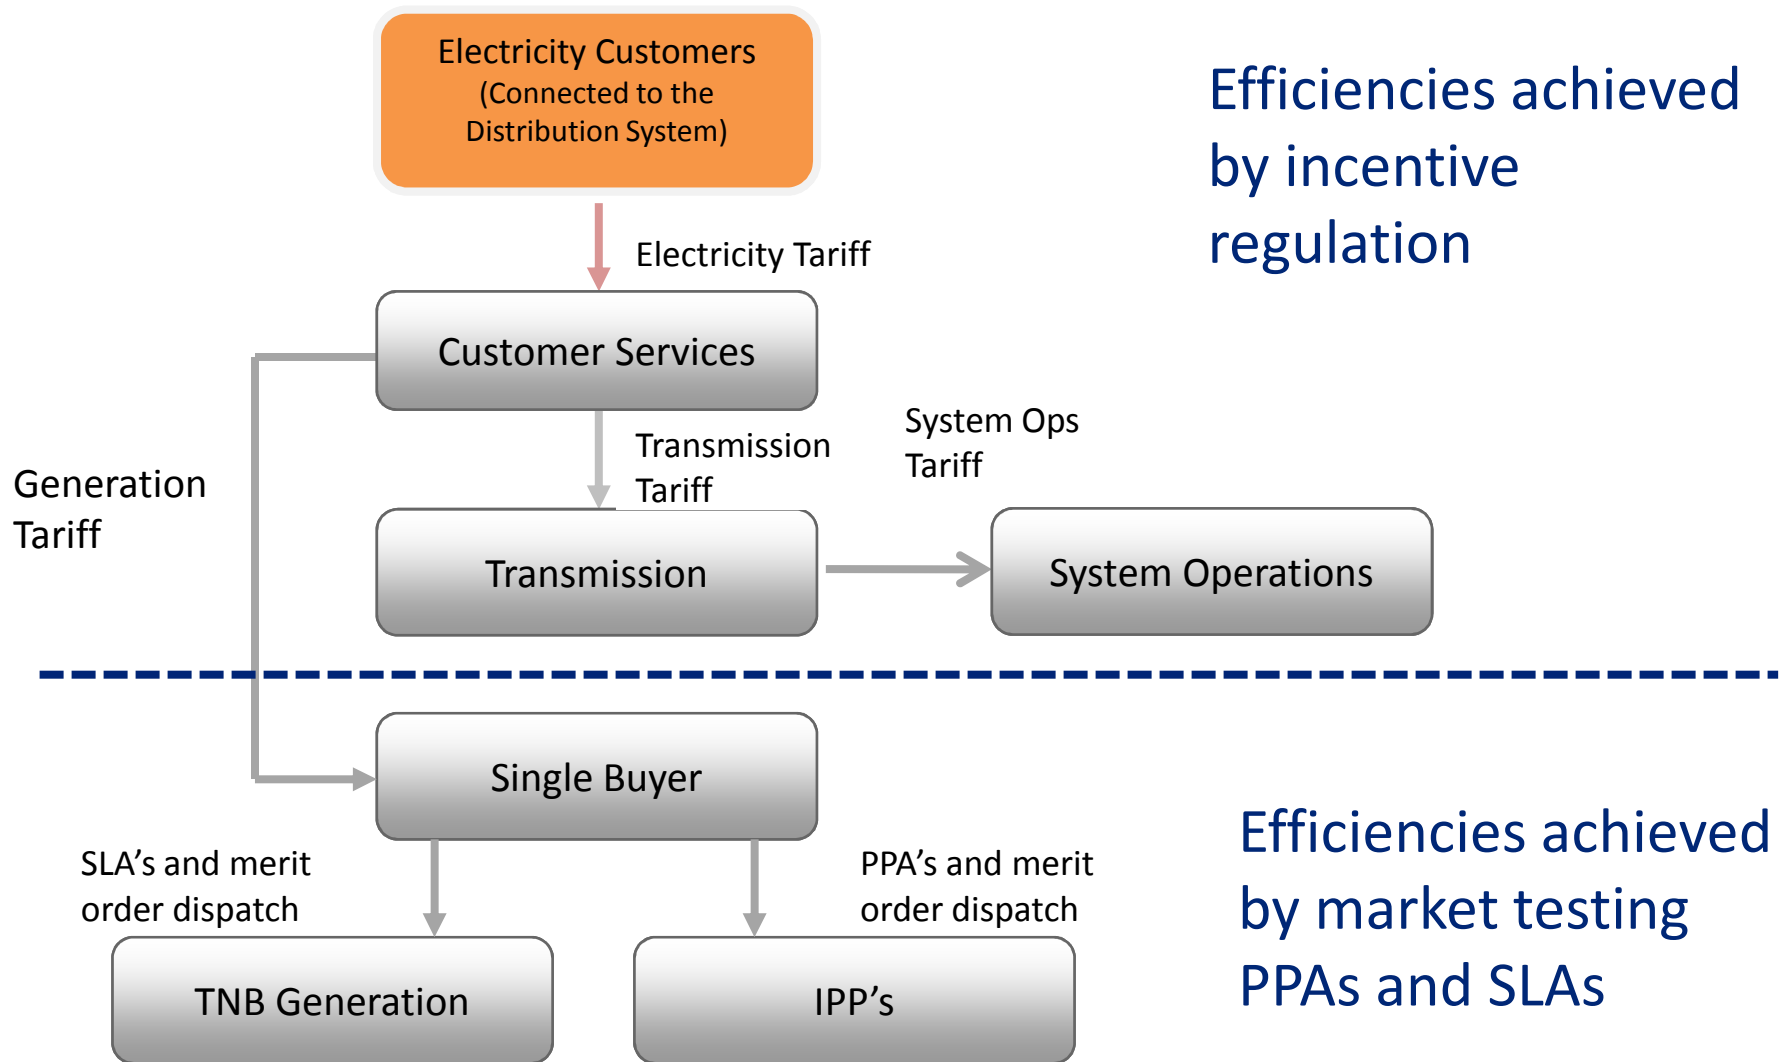 Electricity Customers
(Connected to the
Distribution System)
Efficiencies achieved
by incentive
regulation
Electricity Tariff
Customer Services
Generation
Tariff
Transmission
Tariff
System Ops
Tariff
Transmission
System Operations
Single Buyer
SLA's and merit
order dispatch
PPA's and merit
order dispatch
Efficiencies achieved
by market testing
PPAs and SLAs
TNB Generation
IPP's